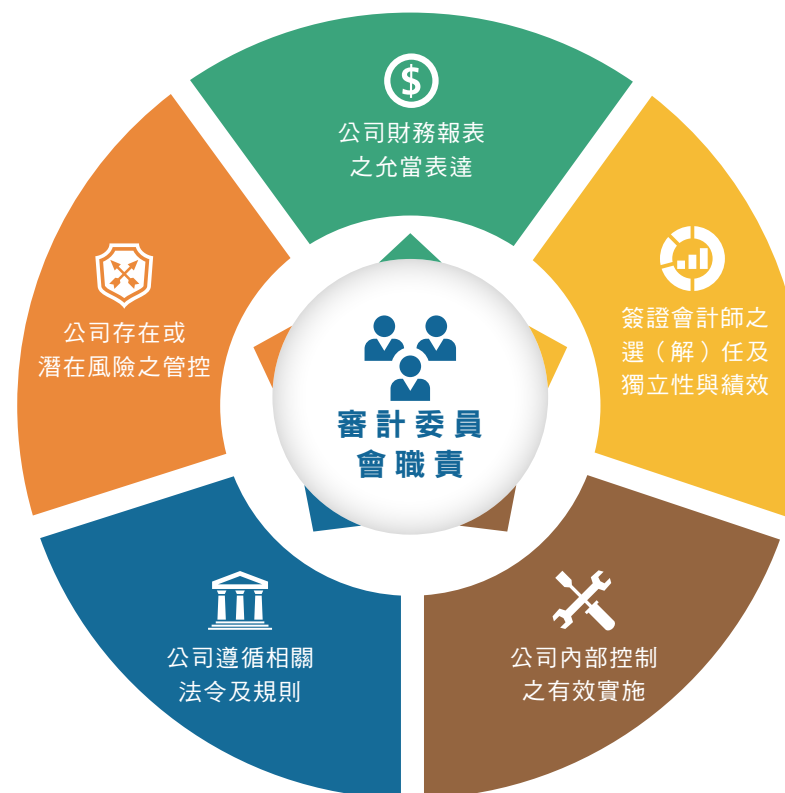 公司財務報表
之允當表達
簽證會計師之
選（解）任及
獨立性與績效
公司內部控制
之有效實施
公司遵循相關
法令及規則
公司存在或
潛在風險之管控
審計委員
會職責